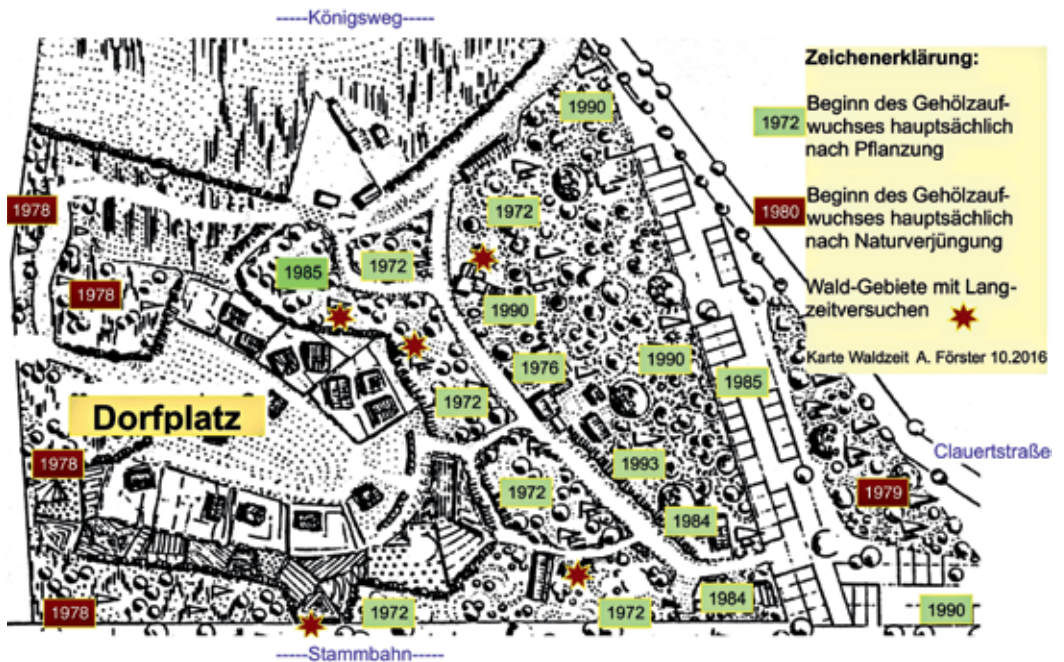 -----Königsweg-----
Zeichenerklärung:
1972
Beginn des Gehölzauf-
wuchses hauptsächlich
nach Pflanzung
1980
Beginn des Gehölzauf-
wuchses hauptsächlich
nach Naturverjüngung
Wald-Gebiete mit Lang-
zeitversuchen
Karte Waldzeit A. Förster 10.2016
1990
1978
1972
1985
1972
1978
1990
1976
1990
1985
1972
Dorfplatz
Clauertstraße
1978
1993
1972
1979
1984
1984
1978
1972
1972
1990
-----Stammbahn-----